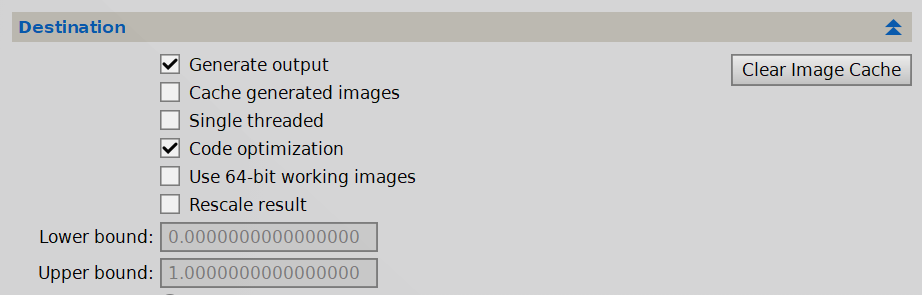 Destination
Generate output
Clear Image Cache
Cache generated images
Single threaded
Code optimization
Use 64-bit working images
Rescale result
Lower bound: 0.0000000000000000
Upper bound: 1.0000000000000000